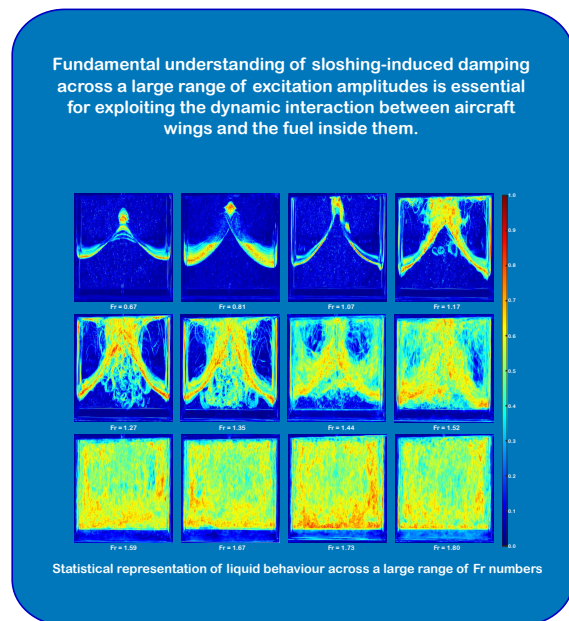 Fundamental understanding of sloshing-induced damping
across a large range of excitation amplitudes is essential
for exploiting the dynamic interaction between aircraft
wings and the fuel inside them.
Fr = 0.67 Fr = 0.81 Fr = 1.07 Fr = 1.17
Fr = 1.27 Fr = 1.35 Fr = 1.44 Fr = 1.52
Fr = 1.59 Fr = 1.67 Fr = 1.73 Fr = 1.80
1.0
0.9
0.8
0.7
0.6
0.5
0.4
0.3
0.2
0.1
0.0
Statistical representation of liquid behaviour across a large range of Fr numbers